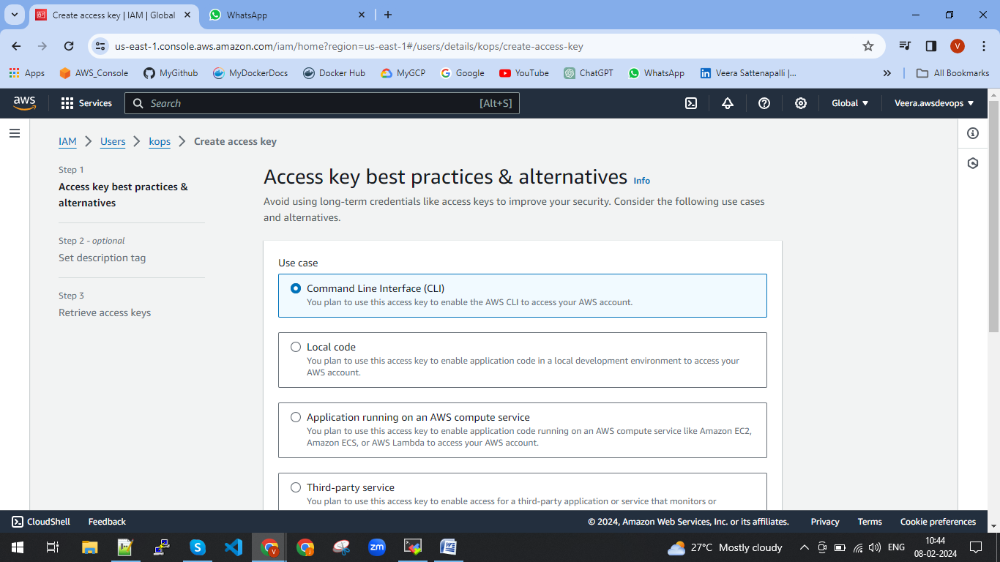 Create access key | IAM | Global
WhatsApp
us-east-1.console.aws.amazon.com/iam/home?region=us-east-1#/users/details/kops/create-access-key
V
Apps
AWS_Console
MyGithub
MyDockerDocs
Docker Hub
MyGCP
Google
YouTube
ChatGPT
WhatsApp
Veera Sattenapalli |...
All Bookmarks
aws
Services
Search
[Alt+S]
Global
Veera.awsdevops
IAM
Users
kops
Create access key
Step 1
Access key best practices &
alternatives
Step 2 - optional
Set description tag
Step 3
Retrieve access keys
Access key best practices & alternatives Info
Avoid using long-term credentials like access keys to improve your security. Consider the following use cases
and alternatives.
Use case
Command Line Interface (CLI)
You plan to use this access key to enable the AWS CLI to access your AWS account.
Local code
You plan to use this access key to enable application code in a local development environment to access your
AWS account.
Application running on an AWS compute service
You plan to use this access key to enable application code running on an AWS compute service like Amazon EC2,
Amazon ECS, or AWS Lambda to access your AWS account.
Third-party service
You plan to use this access key to enable access for a third-party application or service that monitors or
CloudShell
Feedback
© 2024, Amazon Web Services, Inc. or its affiliates.
Privacy
Terms
Cookie preferences
27°C Mostly cloudy
ENG
10:44
08-02-2024